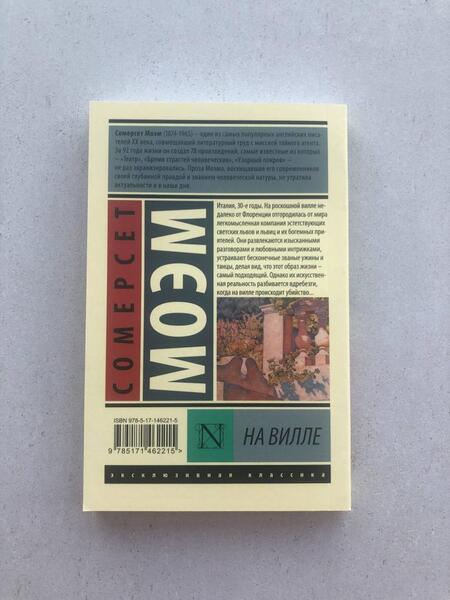 Сомерсет Моэм (1874–1965) – один из самых популярных английских писа-
телей XX века, совмещавший литературный труд с миссией тайного агента.
За 92 года жизни он создал 78 произведений, самые известные из которых
– «Театр», «Бремя страстей человеческих», «Узорный покров» –
не раз экранизировались. Проза Моэма, восхищавшая его современников
своей глубинной правдой и знанием человеческой натуры, не утратила
актуальности и в наши дни.
СОМЕРСЕТ
МОЭМ
Италия, 30-е годы. На роскошной вилле не-
далеко от Флоренции отгородилась от мира
легкомысленная компания эстетствующих
светских львов и львиц и их богемных при-
ятелей. Они развлекаются изысканными
разговорами и любовными интрижками,
устраивает бесконечные званые ужины и
танцы, делая вид, что этот образ жизни –
самый подходящий. Однако их искусствен-
ная реальность разбивается вдребезги,
когда на вилле происходит убийство...
ISBN 978-5-17-146221-5
9 785171 462215 >
N
НА ВИЛЛЕ
эксклюзивная классика